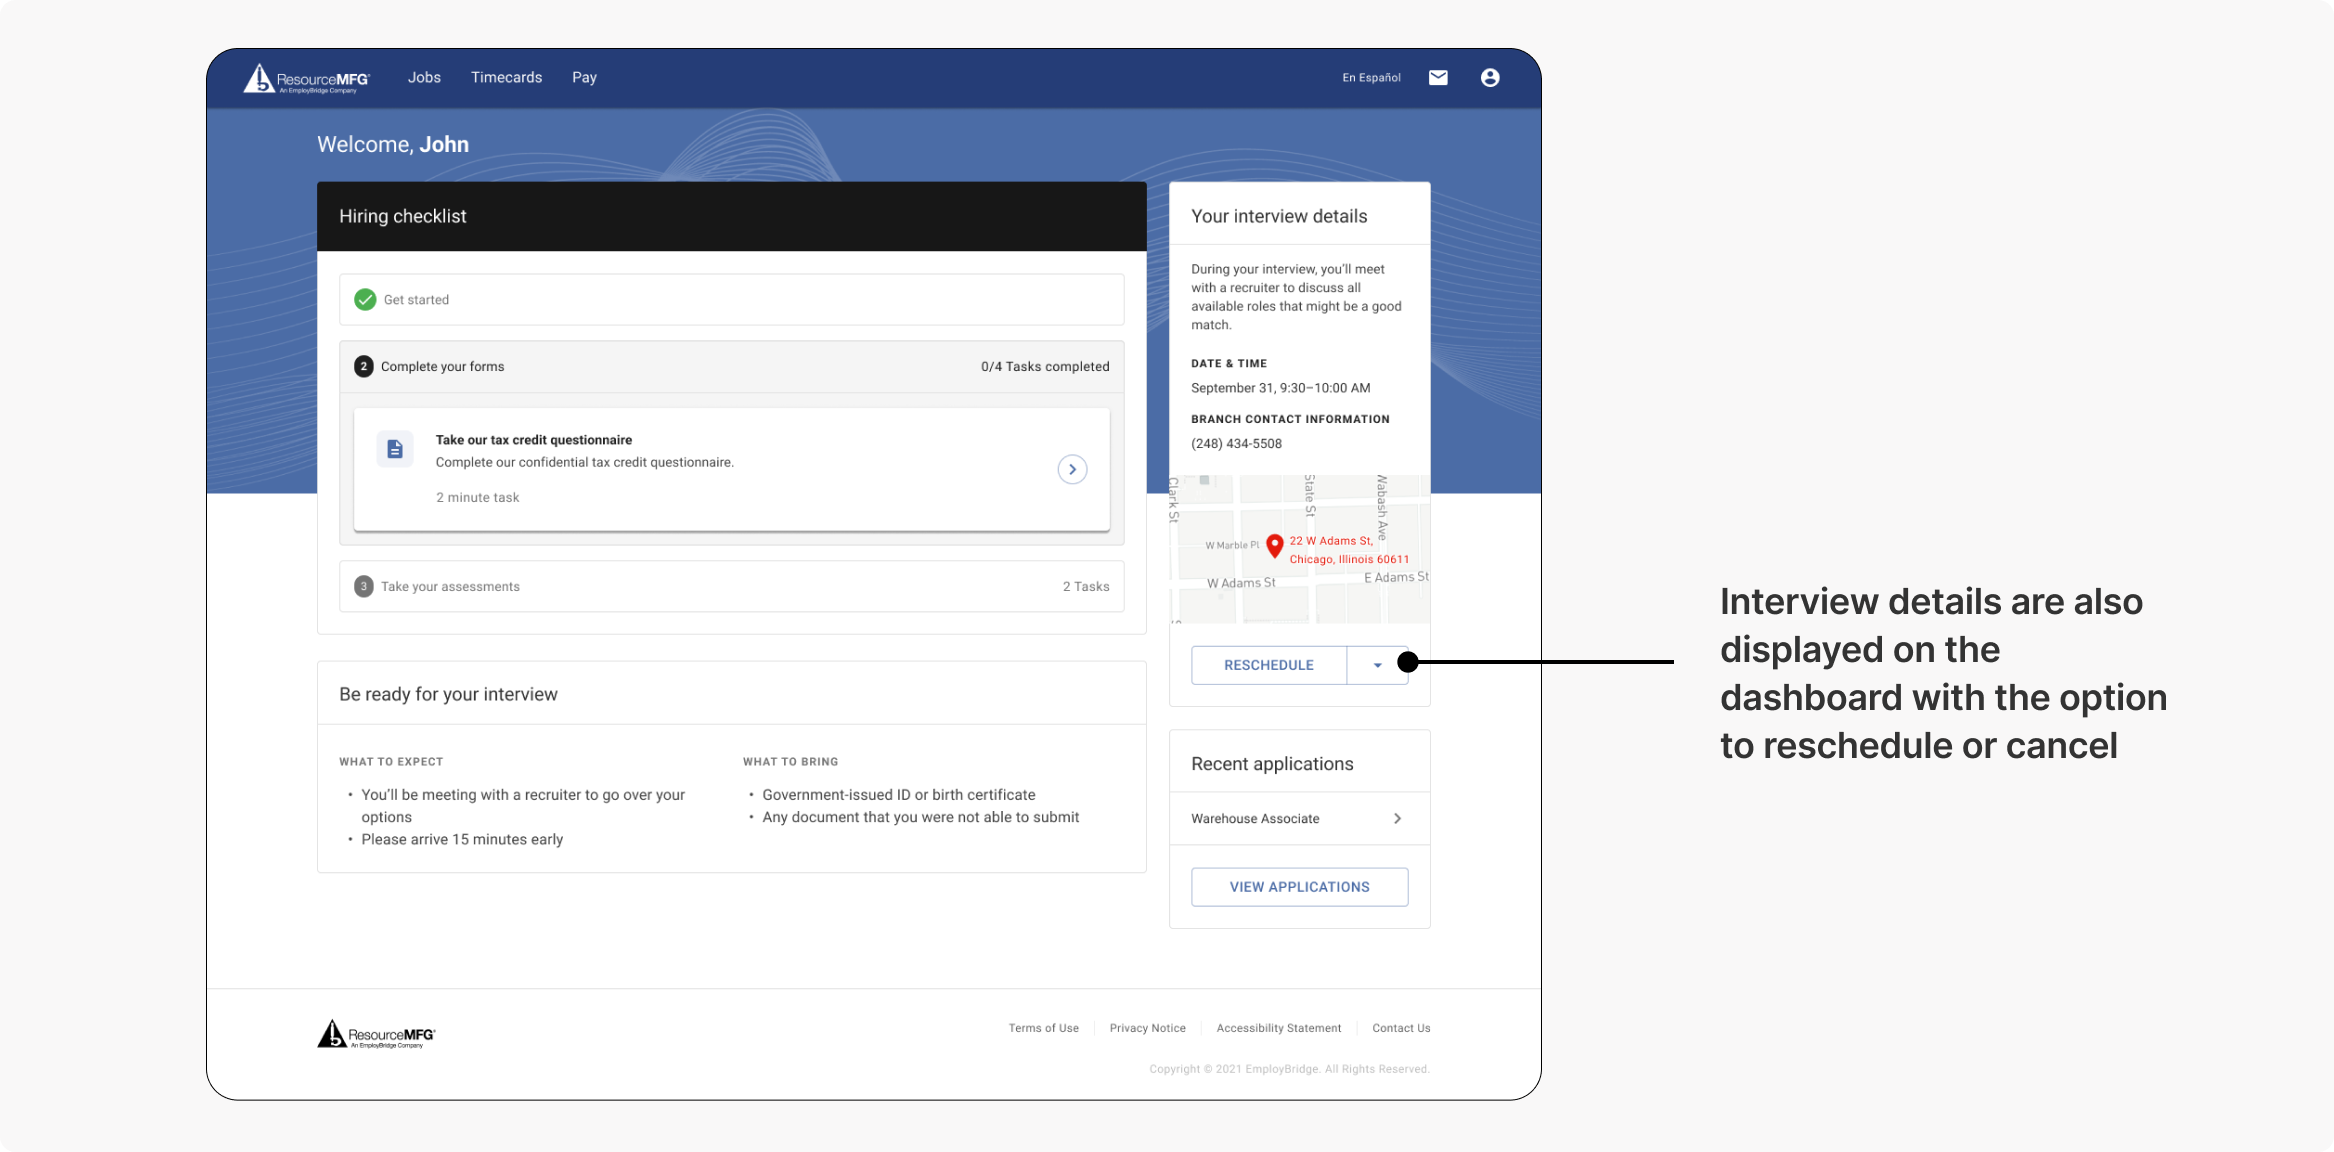 ResourceMFG
An EmployBridge Company
Jobs
Timecards
Pay
En Español
Welcome, John
Hiring checklist
Get started
2 Complete your forms
0/4 Tasks completed
Take our tax credit questionnaire
Complete our confidential tax credit questionnaire.
2 minute task
3 Take your assessments
2 Tasks
Be ready for your interview
WHAT TO EXPECT
• You'll be meeting with a recruiter to go over your
options
• Please arrive 15 minutes early
WHAT TO BRING
• Government-issued ID or birth certificate
• Any document that you were not able to submit
Your interview details
During your interview, you'll meet
with a recruiter to discuss all
available roles that might be a good
match.
DATE & TIME
September 31, 9:30–10:00 AM
BRANCH CONTACT INFORMATION
(248) 434-5508
Clark St
State St
Wabash Ave
W Marble Pl
22 W Adams St,
Chicago, Illinois 60611
W Adams St
E Adams St
RESCHEDULE
Recent applications
Warehouse Associate
VIEW APPLICATIONS
Interview details are also
displayed on the
dashboard with the option
to reschedule or cancel
ResourceMFG
An EmployBridge Company
Terms of Use
Privacy Notice
Accessibility Statement
Contact Us
Copyright © 2021 EmployBridge. All Rights Reserved.